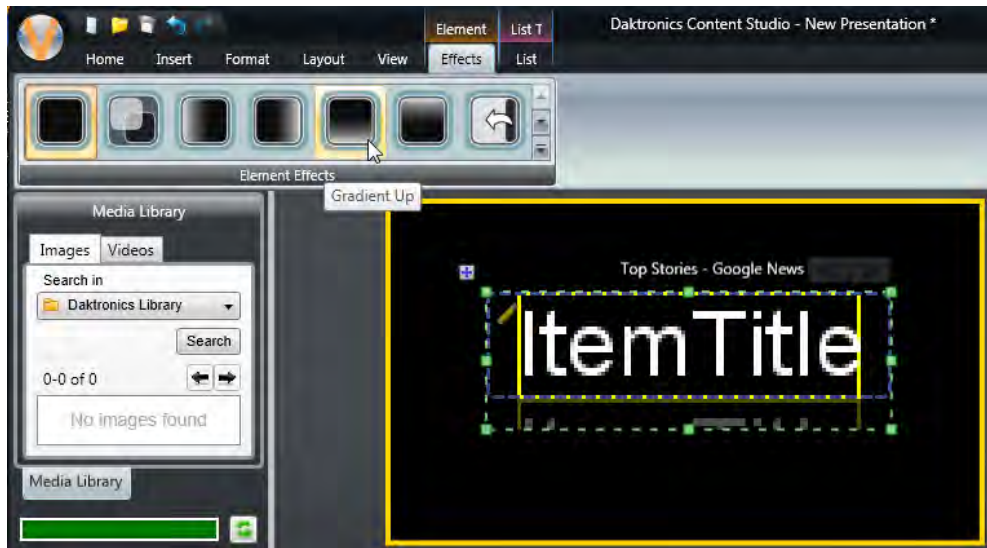 Element
List T
Daktronics Content Studio - New Presentation *
Home
Insert
Format
Layout
View
Effects
List
Element Effects
Gradient Up
Media Library
Images
Videos
Search in
Daktronics Library
Search
0-0 of 0
No images found
Media Library
Top Stories - Google News
ItemTitle